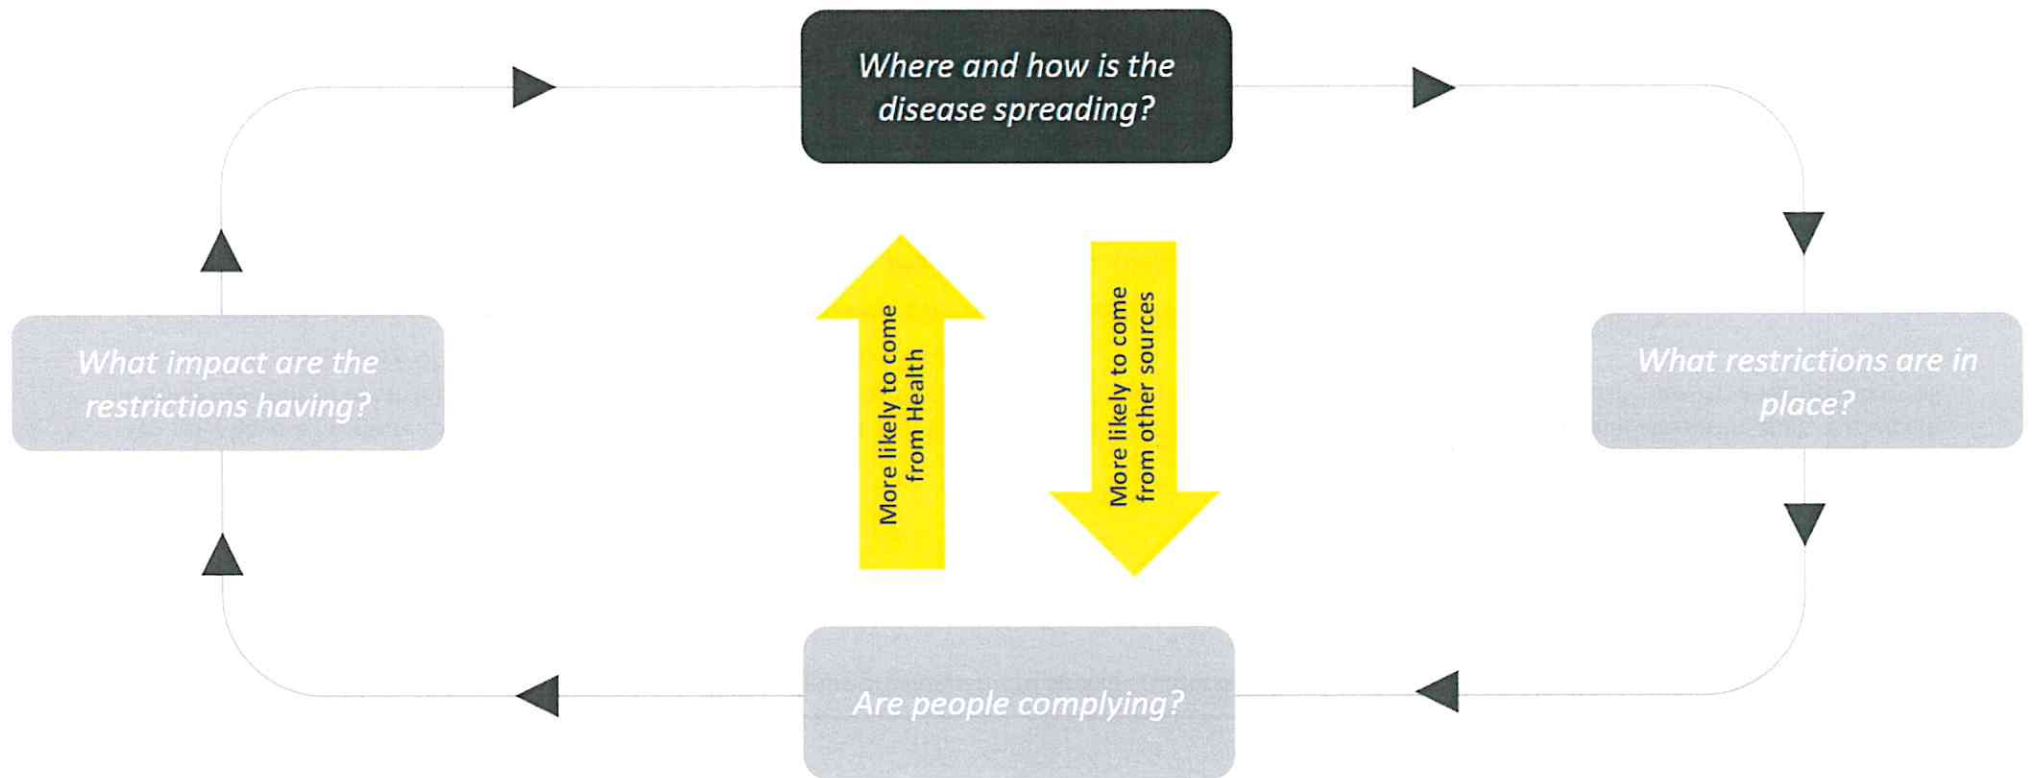 Where and how is the
disease spreading?
More likely to come
from Health
More likely to come
from other sources
What impact are the
restrictions having?
What restrictions are in
place?
Are people complying?